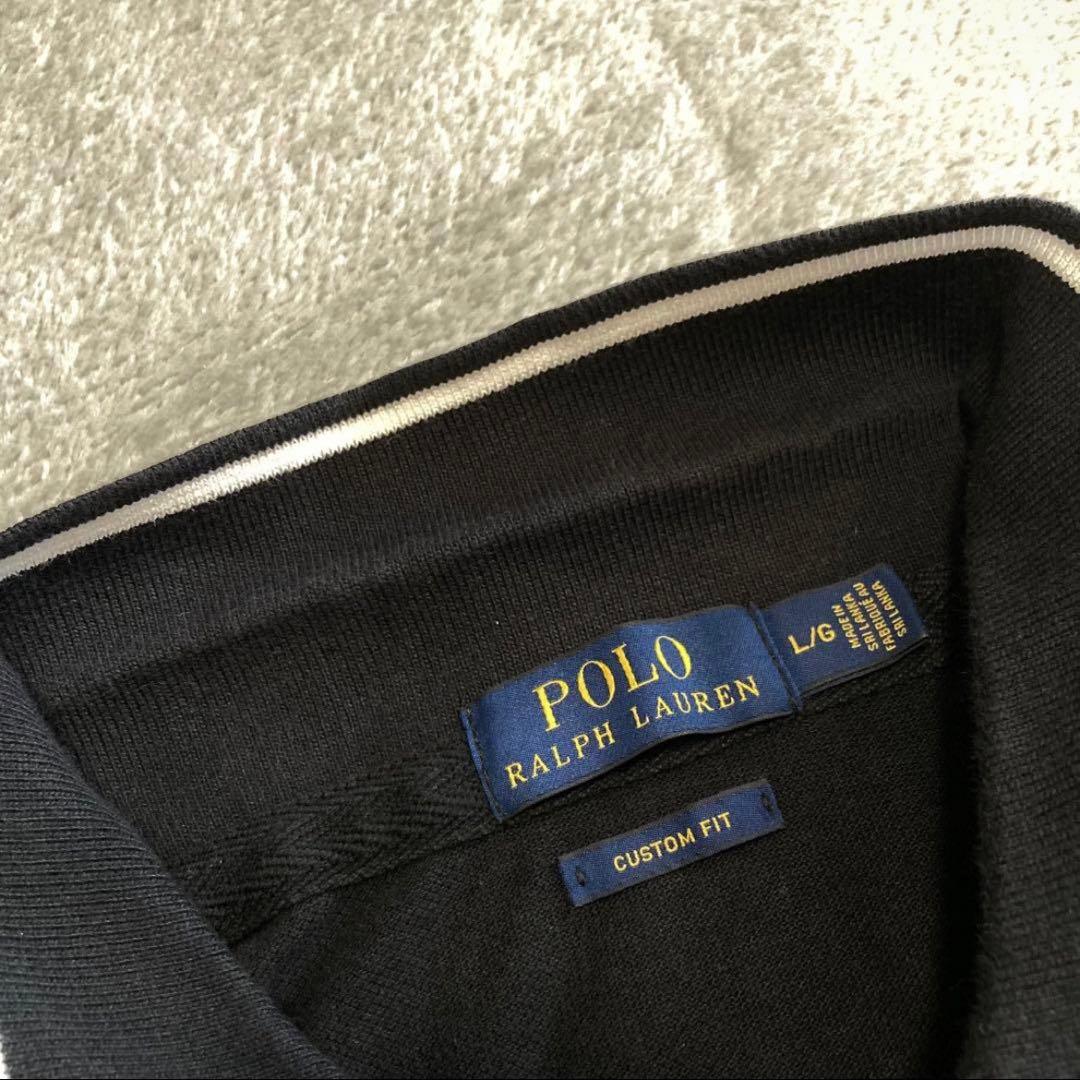 POLO
RALPH LAUREN
L/G
MADE IN
SRI LANKA
FABRIQUÉ AU
SRI LANKA
CUSTOM FIT